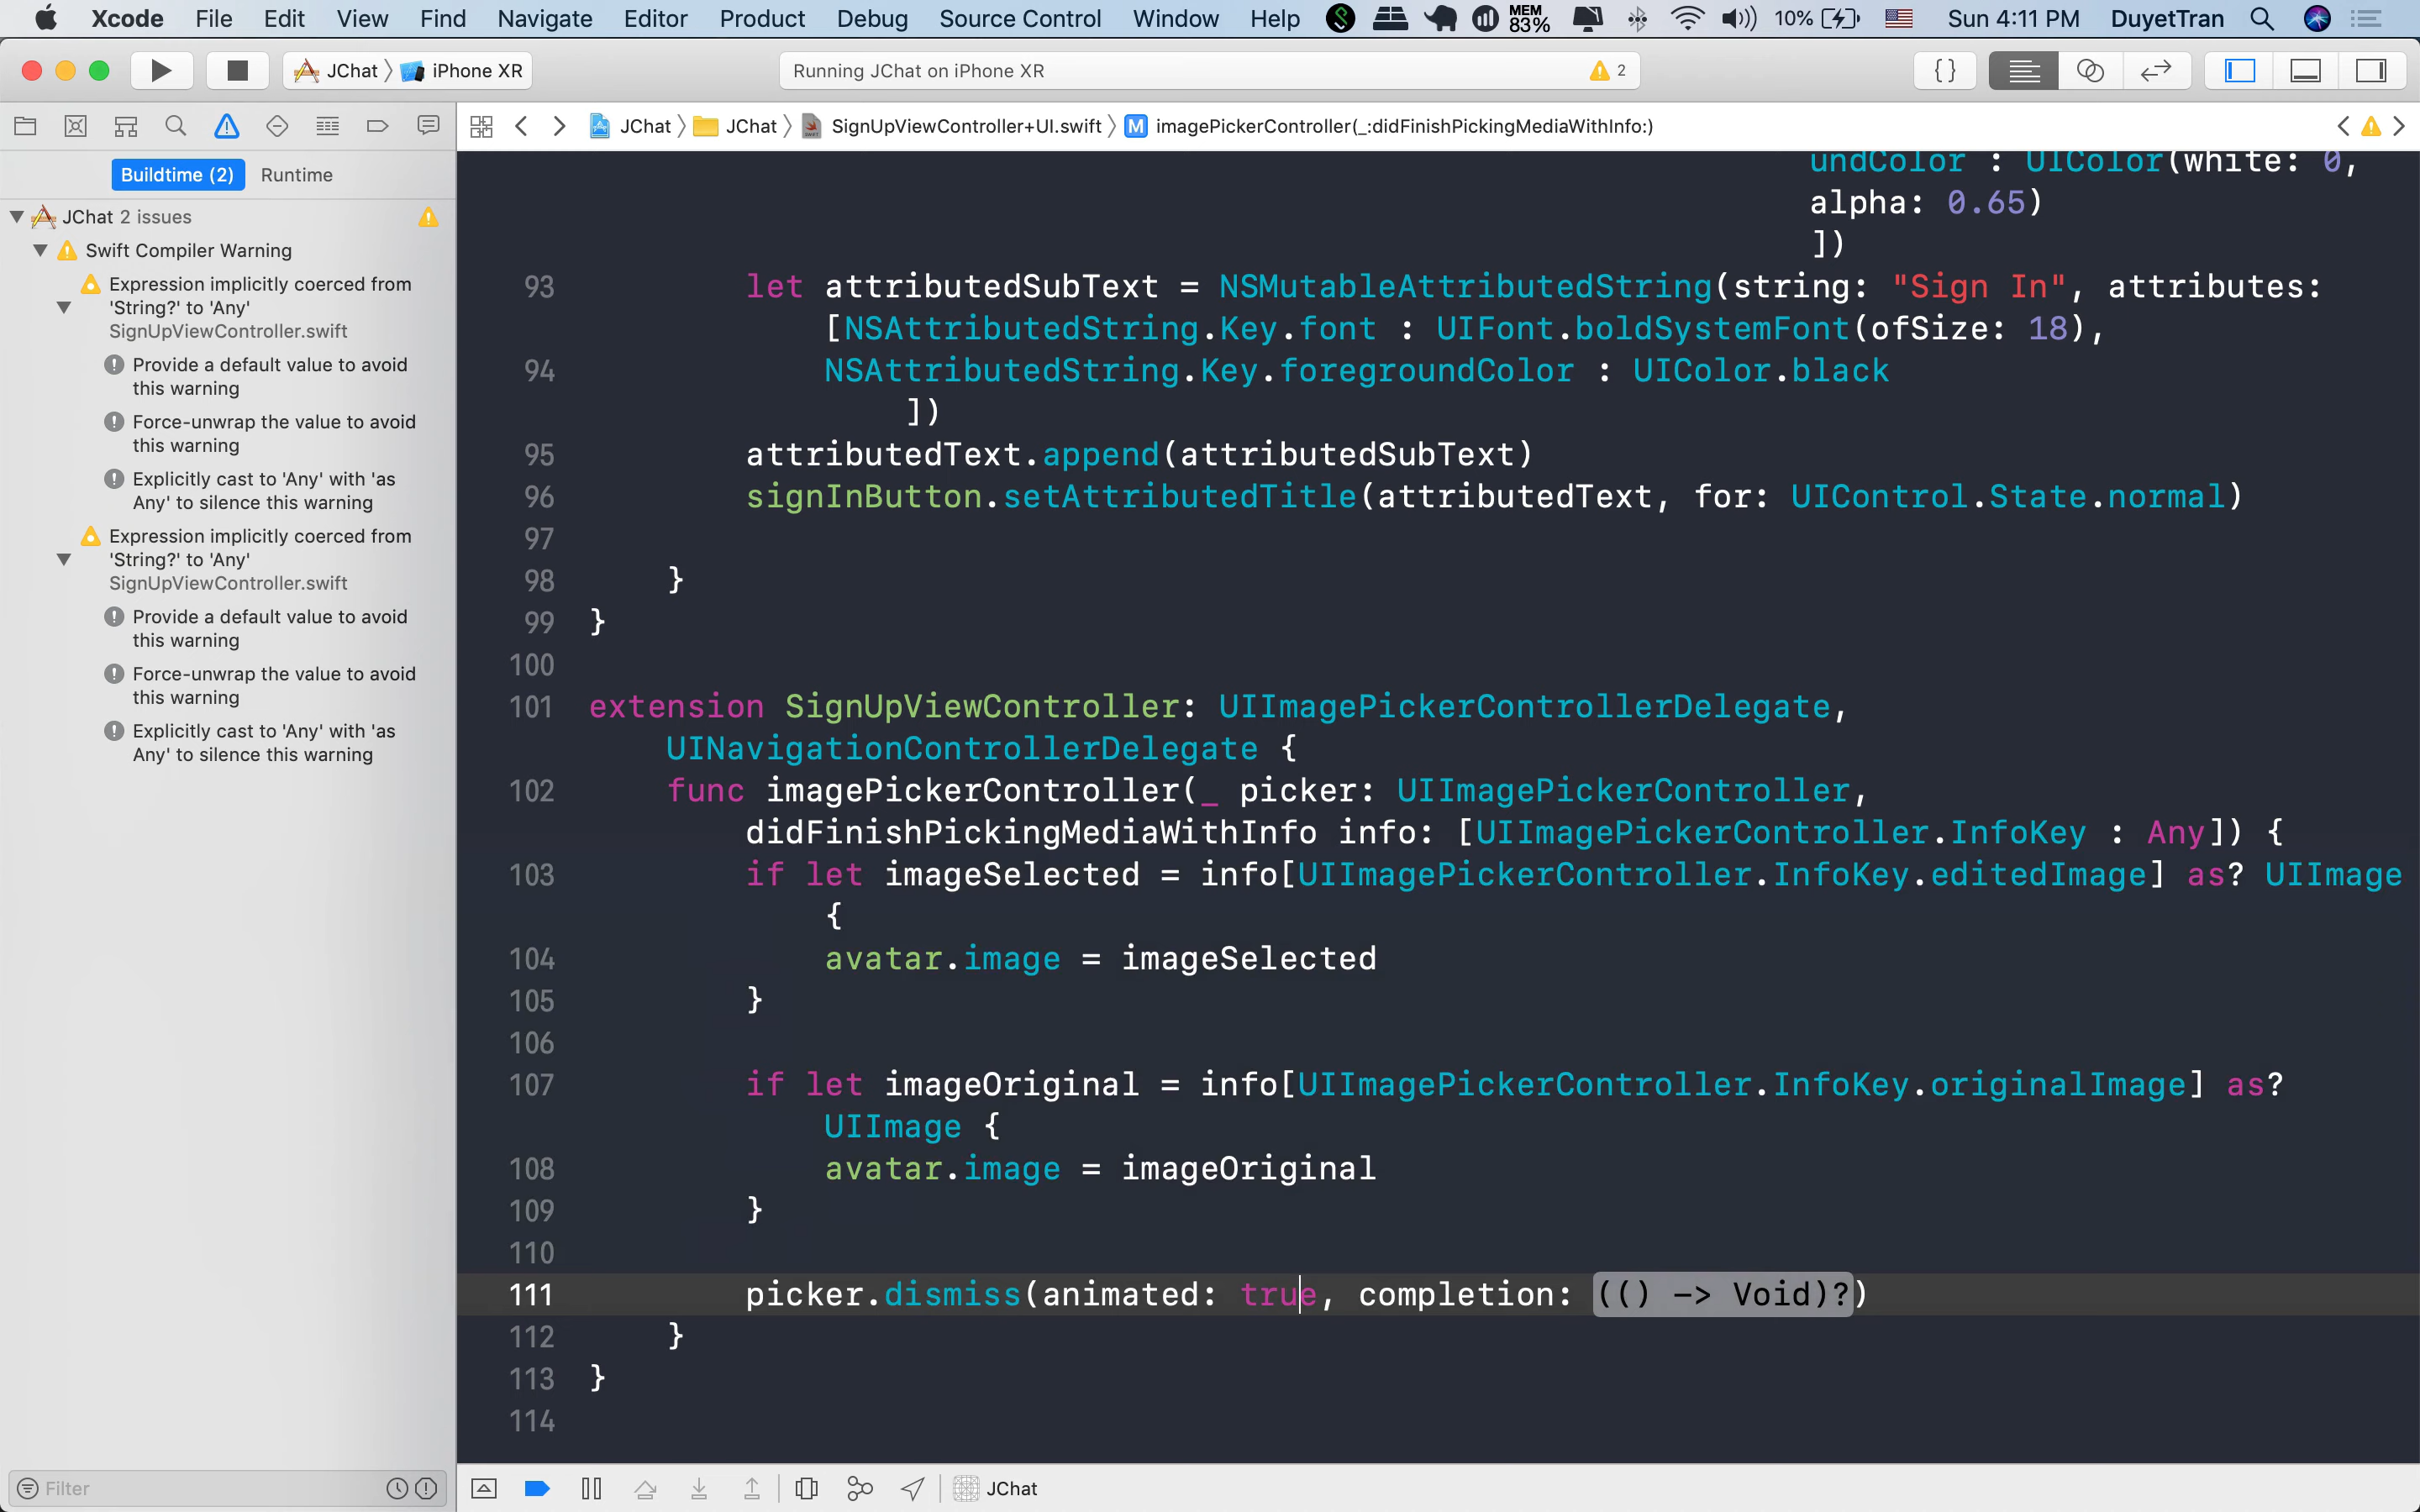 Xcode File Edit View Find Navigate Editor Product Debug Source Control Window Help MEM 83% 10% Sun 4:11 PM DuyetTran
JChat iPhone XR
Running JChat on iPhone XR
2
JChat JChat SignUpViewController+UI.swift M imagePickerController(_:didFinishPickingMediaWithInfo:)
Buildtime (2) Runtime
JChat 2 issues
Swift Compiler Warning
Expression implicitly coerced from
'String?' to 'Any'
SignUpViewController.swift
Provide a default value to avoid
this warning
Force-unwrap the value to avoid
this warning
Explicitly cast to 'Any' with 'as
Any' to silence this warning
Expression implicitly coerced from
'String?' to 'Any'
SignUpViewController.swift
Provide a default value to avoid
this warning
Force-unwrap the value to avoid
this warning
Explicitly cast to 'Any' with 'as
Any' to silence this warning
Filter
undColor : UIColor(white: 0,
alpha: 0.65)
])
93 let attributedSubText = NSMutableAttributedString(string: "Sign In", attributes:
[NSAttributedString.Key.font : UIFont.boldSystemFont(ofSize: 18),
94 NSAttributedString.Key.foregroundColor : UIColor.black
])
95 attributedText.append(attributedSubText)
96 signInButton.setAttributedTitle(attributedText, for: UIControl.State.normal)
97
98 }
99 }
100
101 extension SignUpViewController: UIImagePickerControllerDelegate,
UINavigationControllerDelegate {
102 func imagePickerController(_ picker: UIImagePickerController,
didFinishPickingMediaWithInfo info: [UIImagePickerController.InfoKey : Any]) {
103 if let imageSelected = info[UIImagePickerController.InfoKey.editedImage] as? UIImage
{
104 avatar.image = imageSelected
105 }
106
107 if let imageOriginal = info[UIImagePickerController.InfoKey.originalImage] as?
UIImage {
108 avatar.image = imageOriginal
109 }
110
111 picker.dismiss(animated: true, completion: (() -> Void)?)
112 }
113 }
114
JChat